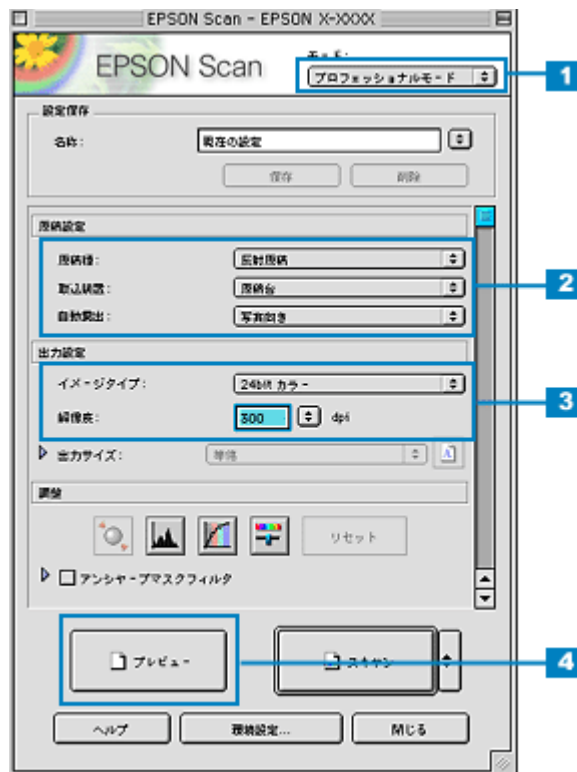 EPSON Scan - EPSON X-XXXX
EPSON Scan
モード:
プロフェッショナルモード
1
設定保存
名称:
現在の設定
保存
削除
原稿設定
原稿種:
反射原稿
取込装置:
原稿台
2
自動露出:
写真向き
出力設定
イメージタイプ:
24bit カラー
3
解像度:
300
dpi
出力サイズ:
等倍
調整
リセット
アンシャープマスクフィルタ
プレビュー
スキャン
4
ヘルプ
環境設定...
閉じる